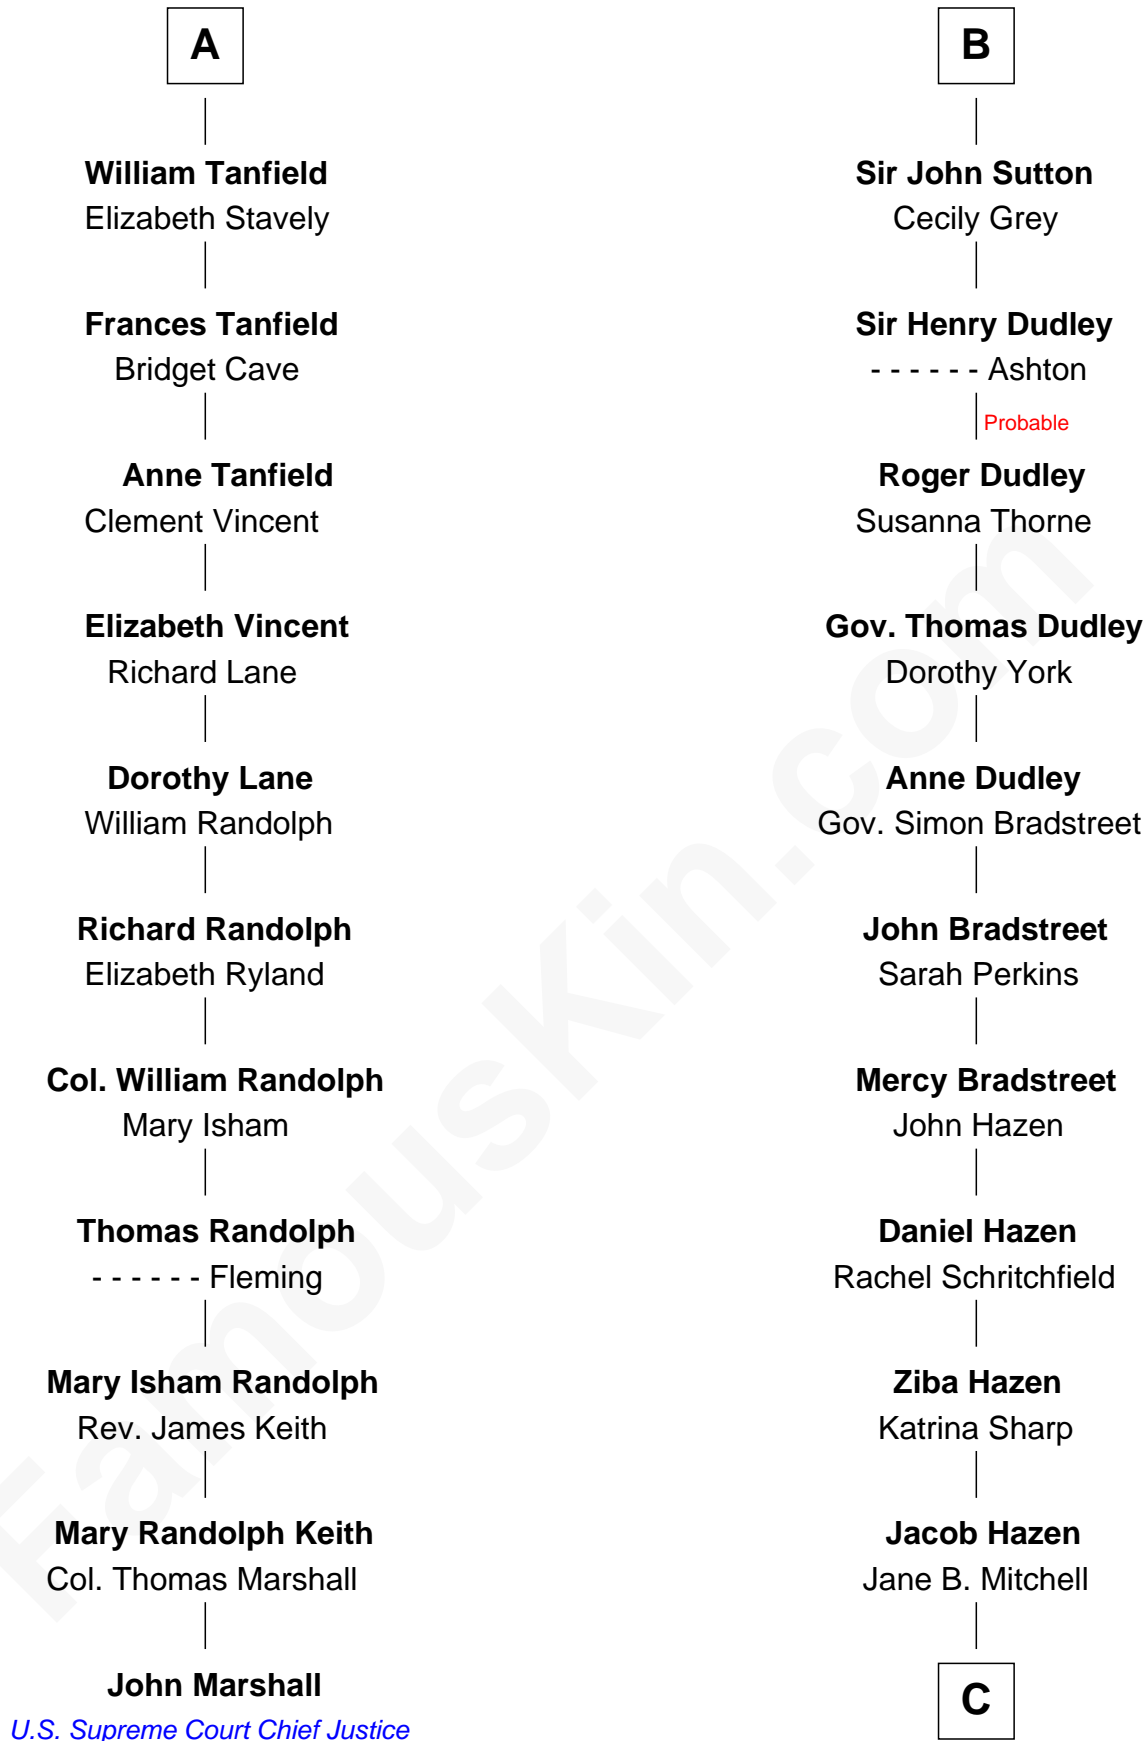 A
William Tanfield
Elizabeth Stavely
Frances Tanfield
Bridget Cave
Anne Tanfield
Clement Vincent
Elizabeth Vincent
Richard Lane
Dorothy Lane
William Randolph
Richard Randolph
Elizabeth Ryland
Col. William Randolph
Mary Isham
Thomas Randolph
- - - - - - Fleming
Mary Isham Randolph
Rev. James Keith
Mary Randolph Keith
Col. Thomas Marshall
John Marshall
U.S. Supreme Court Chief Justice
B
Sir John Sutton
Cecily Grey
Sir Henry Dudley
- - - - - - Ashton
Probable
Roger Dudley
Susanna Thorne
Gov. Thomas Dudley
Dorothy York
Anne Dudley
Gov. Simon Bradstreet
John Bradstreet
Sarah Perkins
Mercy Bradstreet
John Hazen
Daniel Hazen
Rachel Schritchfield
Ziba Hazen
Katrina Sharp
Jacob Hazen
Jane B. Mitchell
C
FamousKin.com